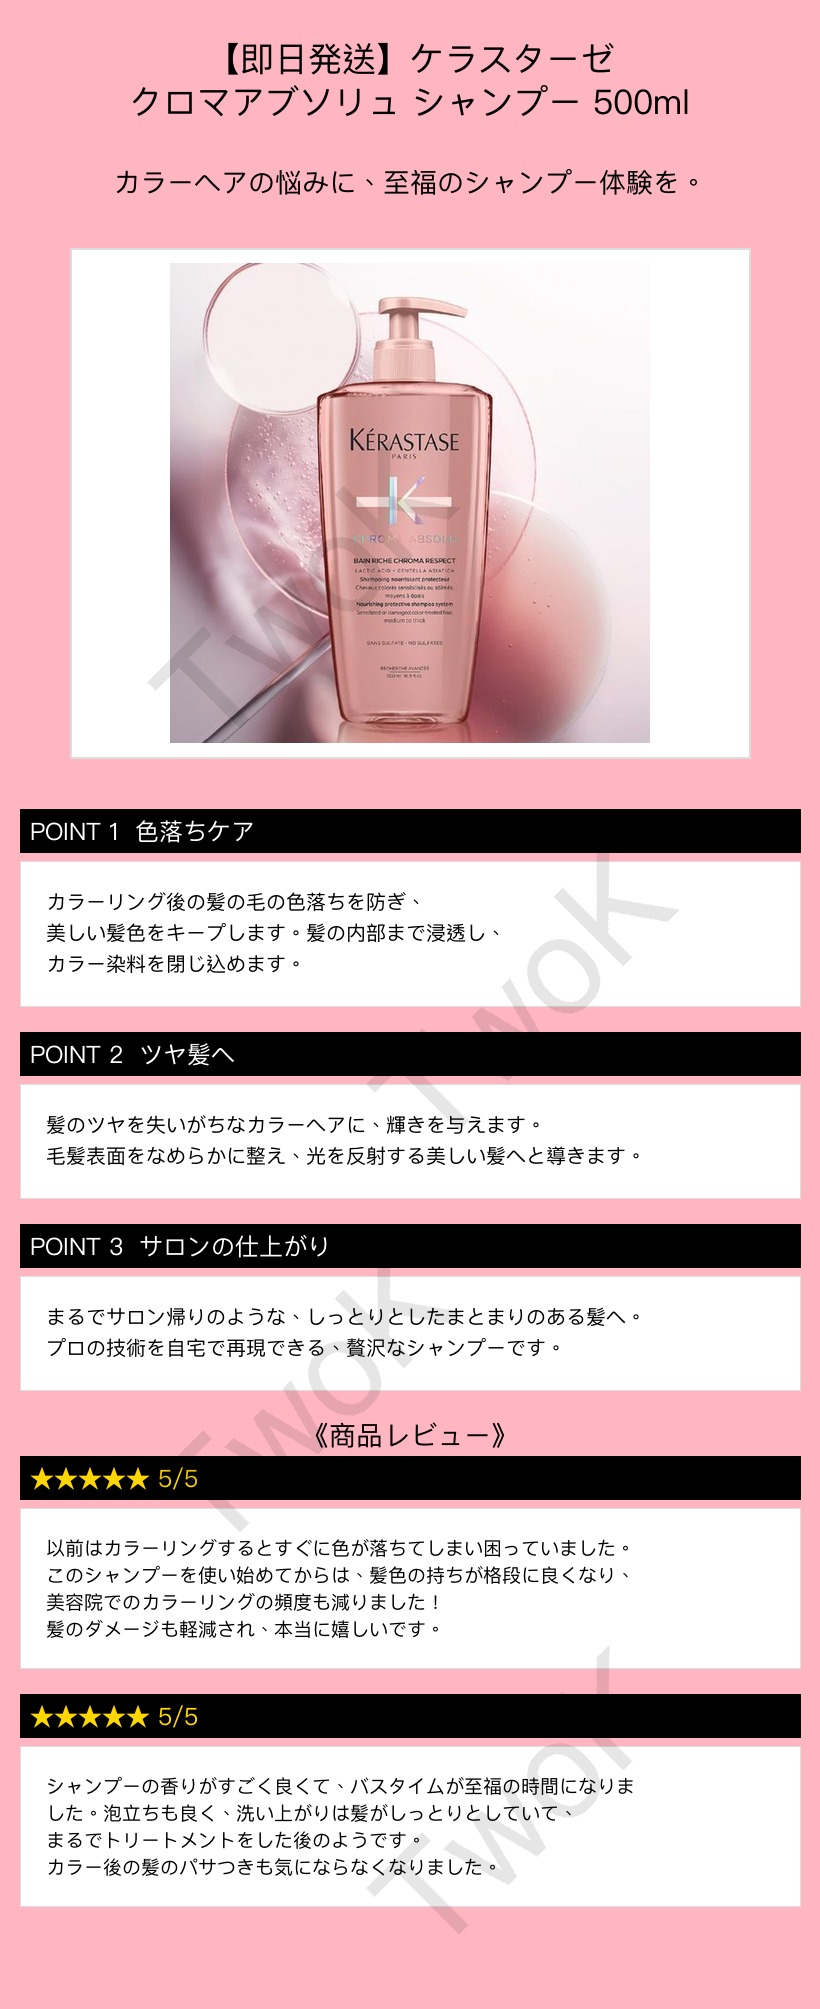 【即日発送】ケラスターゼ
クロマアブソリュ シャンプー 500ml
カラーヘアの悩みに、至福のシャンプー体験を。
KÉRASTASE
PARIS
K
CHROMA ABSOLU
BAIN RICHE CHROMA RESPECT
LACTIC ACID + CENTELLA ASIATICA
Shampooing nourrissant protecteur
Cheveux colorés sensibilisés ou abîmés,
moyens à épais
Nourishing protective shampoo system
Sensitized or damaged color-treated hair,
medium to thick
SANS SULFATE - NO SULFATES
RECHERCHE AVANCÉE
500 ml
TwoK
POINT 1 色落ちケア
カラーリング後の髪の毛の色落ちを防ぎ、
美しい髪色をキープします。髪の内部まで浸透し、
カラー染料を閉じ込めます。
TwoK
POINT 2 ツヤ髪へ
髪のツヤを失いがちなカラーヘアに、輝きを与えます。
毛髪表面をなめらかに整え、光を反射する美しい髪へと導きます。
POINT 3 サロンの仕上がり
まるでサロン帰りのような、しっとりとしたまとまりのある髪へ。
プロの技術を自宅で再現できる、贅沢なシャンプーです。
TwoK
《商品レビュー》
★★★★★ 5/5
以前はカラーリングするとすぐに色が落ちてしまい困っていました。
このシャンプーを使い始めてからは、髪色の持ちが格段に良くなり、
美容院でのカラーリングの頻度も減りました！
髪のダメージも軽減され、本当に嬉しいです。
★★★★★ 5/5
シャンプーの香りがすごく良くて、バスタイムが至福の時間になりま
した。泡立ちも良く、洗い上がりは髪がしっとりとしていて、
まるでトリートメントをした後のようです。
カラー後の髪のパサつきも気にならなくなりました。
TwoK